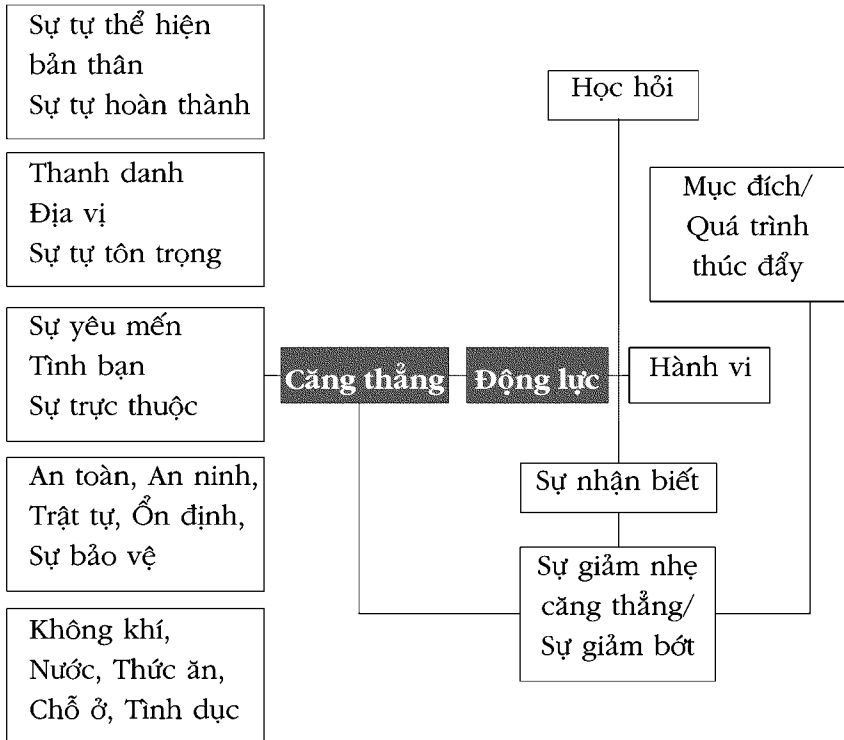 Sự tự thể hiện
bản thân
Sự tự hoàn thành
Thanh danh
Địa vị
Sự tự tôn trọng
Sự yêu mến
Tình bạn
Sự trực thuộc
An toàn, An ninh,
Trật tự, Ổn định,
Sự bảo vệ
Không khí,
Nước, Thức ăn,
Chỗ ở, Tình dục
Căng thẳng
Động lực
Học hỏi
Mục đích/
Quá trình
thúc đẩy
Hành vi
Sự nhận biết
Sự giảm nhẹ
căng thẳng/
Sự giảm bớt